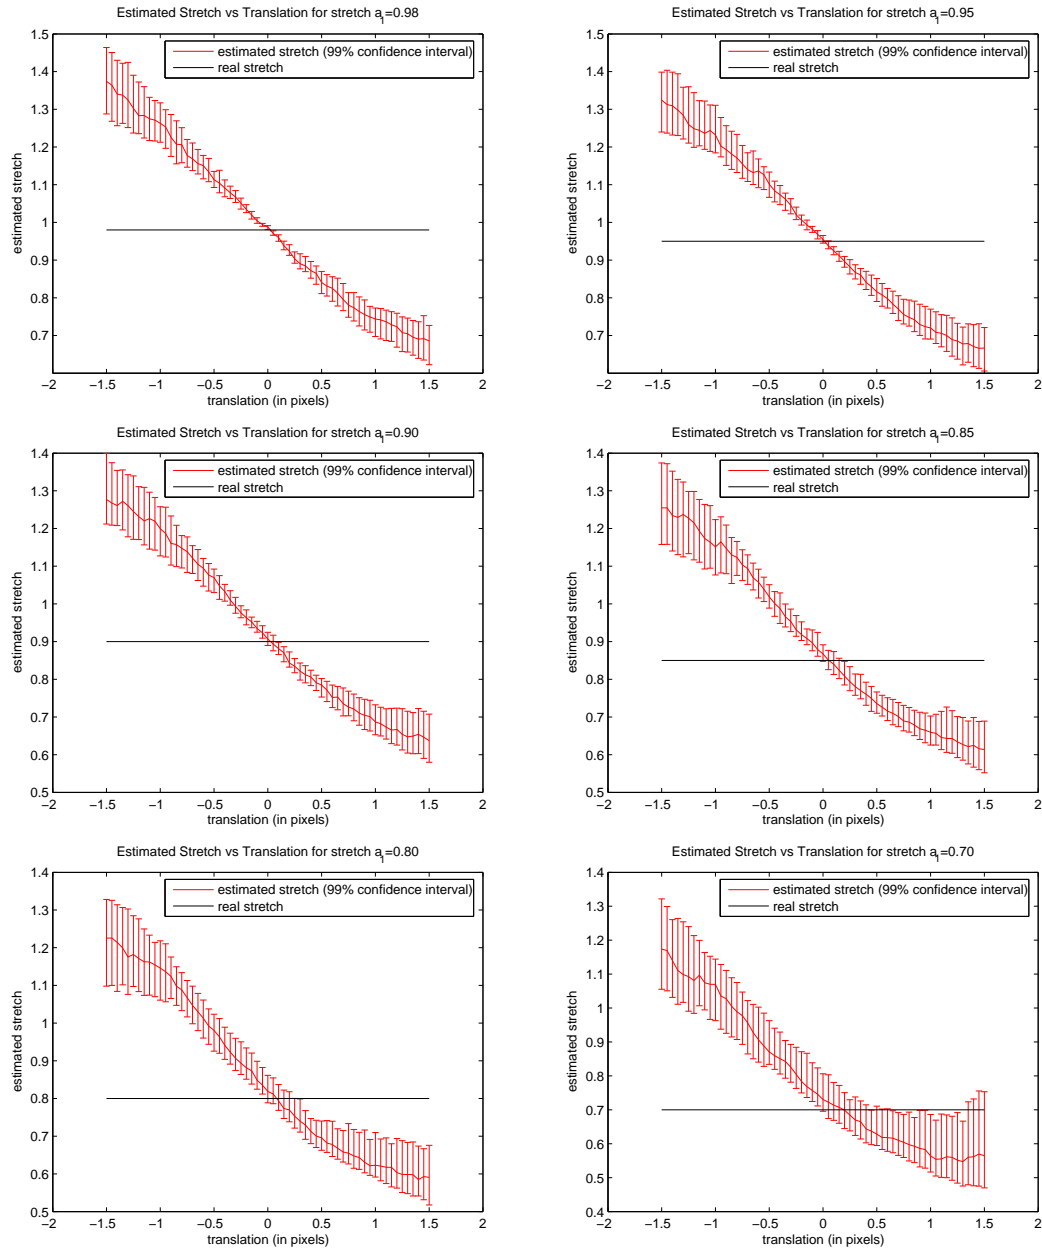 Estimated Stretch vs Translation for stretch a1=0.98
1.5
1.4
1.3
1.2
1.1
1
0.9
0.8
0.7
estimated stretch
estimated stretch (99% confidence interval)
real stretch
−2 −1.5 −1 −0.5 0 0.5 1 1.5 2
translation (in pixels)
Estimated Stretch vs Translation for stretch a1=0.95
1.5
1.4
1.3
1.2
1.1
1
0.9
0.8
0.7
estimated stretch
estimated stretch (99% confidence interval)
real stretch
−2 −1.5 −1 −0.5 0 0.5 1 1.5 2
translation (in pixels)
Estimated Stretch vs Translation for stretch a1=0.90
1.4
1.3
1.2
1.1
1
0.9
0.8
0.7
0.6
0.5
estimated stretch
estimated stretch (99% confidence interval)
real stretch
−2 −1.5 −1 −0.5 0 0.5 1 1.5 2
translation (in pixels)
Estimated Stretch vs Translation for stretch a1=0.85
1.4
1.3
1.2
1.1
1
0.9
0.8
0.7
0.6
0.5
estimated stretch
estimated stretch (99% confidence interval)
real stretch
−2 −1.5 −1 −0.5 0 0.5 1 1.5 2
translation (in pixels)
Estimated Stretch vs Translation for stretch a1=0.80
1.4
1.3
1.2
1.1
1
0.9
0.8
0.7
0.6
0.5
estimated stretch
estimated stretch (99% confidence interval)
real stretch
−2 −1.5 −1 −0.5 0 0.5 1 1.5 2
translation (in pixels)
Estimated Stretch vs Translation for stretch a1=0.70
1.4
1.3
1.2
1.1
1
0.9
0.8
0.7
0.6
0.5
0.4
estimated stretch
estimated stretch (99% confidence interval)
real stretch
−2 −1.5 −1 −0.5 0 0.5 1 1.5 2
translation (in pixels)